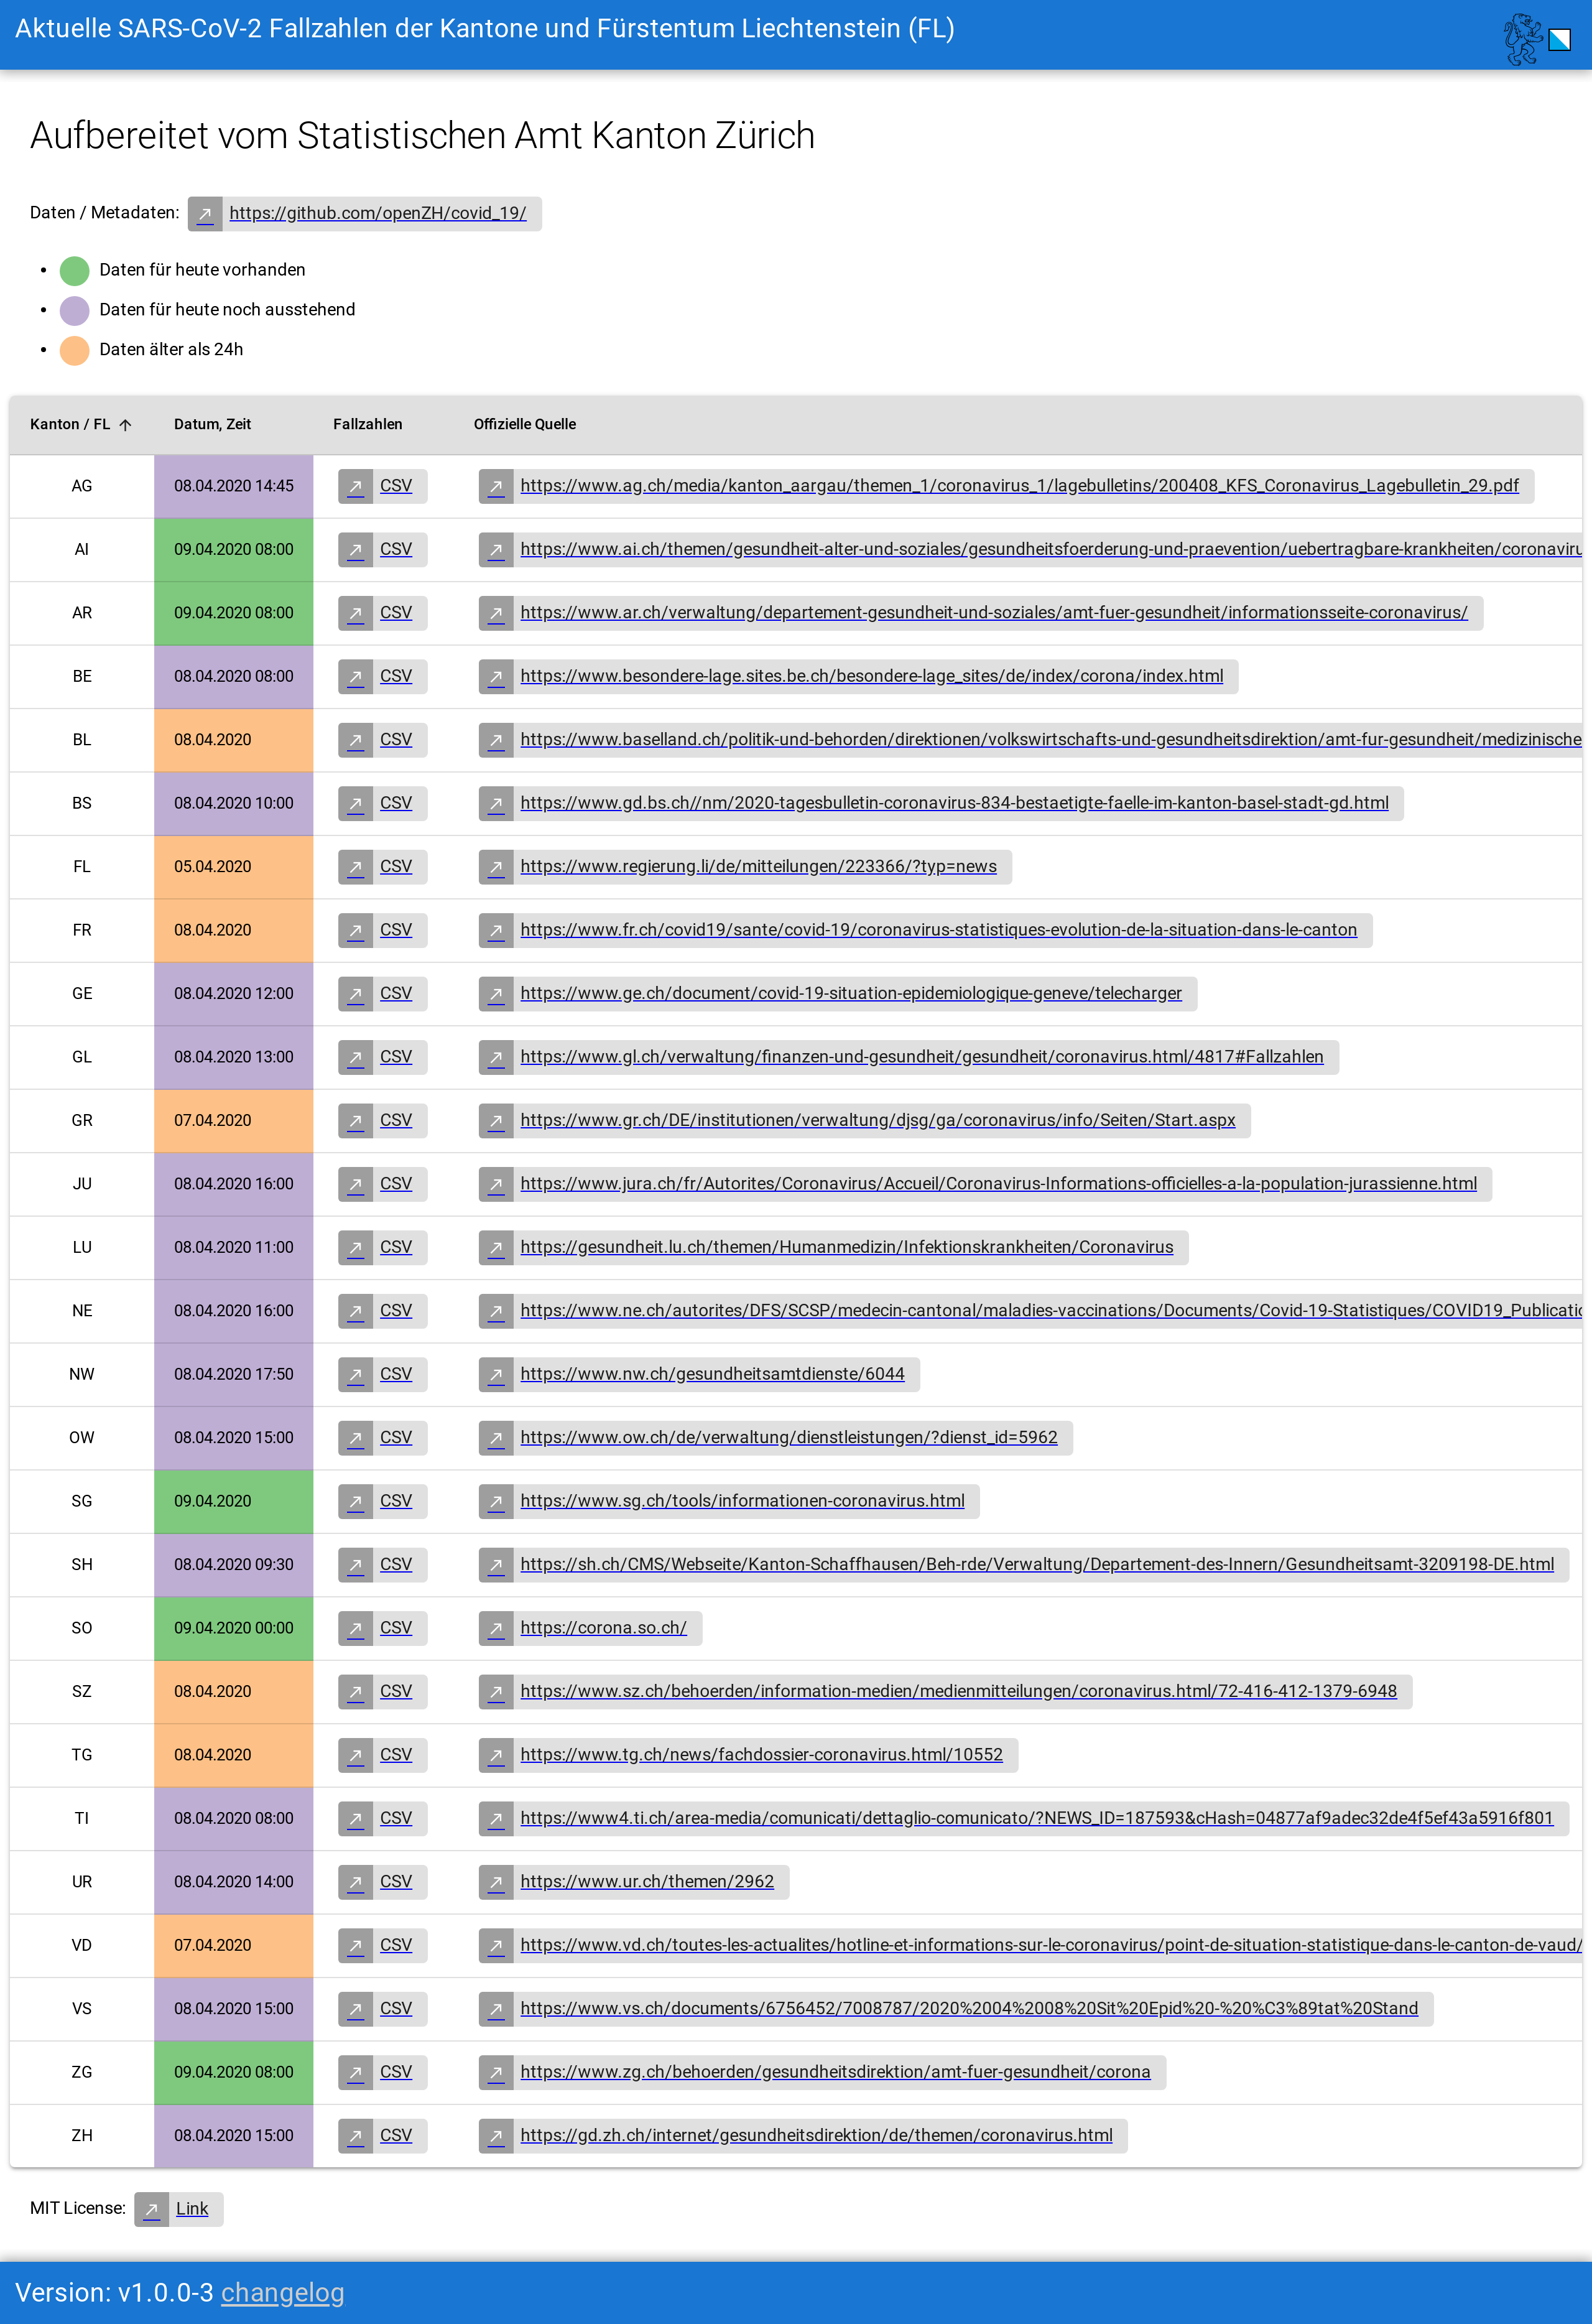 Aktuelle SARS-CoV-2 Fallzahlen der Kantone und Fürstentum Liechtenstein (FL)
Aufbereitet vom Statistischen Amt Kanton Zürich
Daten / Metadaten: https://github.com/openZH/covid_19/
Daten für heute vorhanden
Daten für heute noch ausstehend
Daten älter als 24h
Kanton / FL Datum, Zeit Fallzahlen Offizielle Quelle
AG 08.04.2020 14:45 CSV https://www.ag.ch/media/kanton_aargau/themen_1/coronavirus_1/lagebulletins/200408_KFS_Coronavirus_Lagebulletin_29.pdf
AI 09.04.2020 08:00 CSV https://www.ai.ch/themen/gesundheit-alter-und-soziales/gesundheitsfoerderung-und-praevention/uebertragbare-krankheiten/coronaviru
AR 09.04.2020 08:00 CSV https://www.ar.ch/verwaltung/departement-gesundheit-und-soziales/amt-fuer-gesundheit/informationsseite-coronavirus/
BE 08.04.2020 08:00 CSV https://www.besondere-lage.sites.be.ch/besondere-lage_sites/de/index/corona/index.html
BL 08.04.2020 CSV https://www.baselland.ch/politik-und-behorden/direktionen/volkswirtschafts-und-gesundheitsdirektion/amt-fur-gesundheit/medizinische
BS 08.04.2020 10:00 CSV https://www.gd.bs.ch//nm/2020-tagesbulletin-coronavirus-834-bestaetigte-faelle-im-kanton-basel-stadt-gd.html
FL 05.04.2020 CSV https://www.regierung.li/de/mitteilungen/223366/?typ=news
FR 08.04.2020 CSV https://www.fr.ch/covid19/sante/covid-19/coronavirus-statistiques-evolution-de-la-situation-dans-le-canton
GE 08.04.2020 12:00 CSV https://www.ge.ch/document/covid-19-situation-epidemiologique-geneve/telecharger
GL 08.04.2020 13:00 CSV https://www.gl.ch/verwaltung/finanzen-und-gesundheit/gesundheit/coronavirus.html/4817#Fallzahlen
GR 07.04.2020 CSV https://www.gr.ch/DE/institutionen/verwaltung/djsg/ga/coronavirus/info/Seiten/Start.aspx
JU 08.04.2020 16:00 CSV https://www.jura.ch/fr/Autorites/Coronavirus/Accueil/Coronavirus-Informations-officielles-a-la-population-jurassienne.html
LU 08.04.2020 11:00 CSV https://gesundheit.lu.ch/themen/Humanmedizin/Infektionskrankheiten/Coronavirus
NE 08.04.2020 16:00 CSV https://www.ne.ch/autorites/DFS/SCSP/medecin-cantonal/maladies-vaccinations/Documents/Covid-19-Statistiques/COVID19_Publicatio
NW 08.04.2020 17:50 CSV https://www.nw.ch/gesundheitsamtdienste/6044
OW 08.04.2020 15:00 CSV https://www.ow.ch/de/verwaltung/dienstleistungen/?dienst_id=5962
SG 09.04.2020 CSV https://www.sg.ch/tools/informationen-coronavirus.html
SH 08.04.2020 09:30 CSV https://sh.ch/CMS/Webseite/Kanton-Schaffhausen/Beh-rde/Verwaltung/Departement-des-Innern/Gesundheitsamt-3209198-DE.html
SO 09.04.2020 00:00 CSV https://corona.so.ch/
SZ 08.04.2020 CSV https://www.sz.ch/behoerden/information-medien/medienmitteilungen/coronavirus.html/72-416-412-1379-6948
TG 08.04.2020 CSV https://www.tg.ch/news/fachdossier-coronavirus.html/10552
TI 08.04.2020 08:00 CSV https://www4.ti.ch/area-media/comunicati/dettaglio-comunicato/?NEWS_ID=187593&cHash=04877af9adec32de4f5ef43a5916f801
UR 08.04.2020 14:00 CSV https://www.ur.ch/themen/2962
VD 07.04.2020 CSV https://www.vd.ch/toutes-les-actualites/hotline-et-informations-sur-le-coronavirus/point-de-situation-statistique-dans-le-canton-de-vaud/
VS 08.04.2020 15:00 CSV https://www.vs.ch/documents/6756452/7008787/2020%2004%2008%20Sit%20Epid%20-%20%C3%89tat%20Stand
ZG 09.04.2020 08:00 CSV https://www.zg.ch/behoerden/gesundheitsdirektion/amt-fuer-gesundheit/corona
ZH 08.04.2020 15:00 CSV https://gd.zh.ch/internet/gesundheitsdirektion/de/themen/coronavirus.html
MIT License: Link
Version: v1.0.0-3 changelog